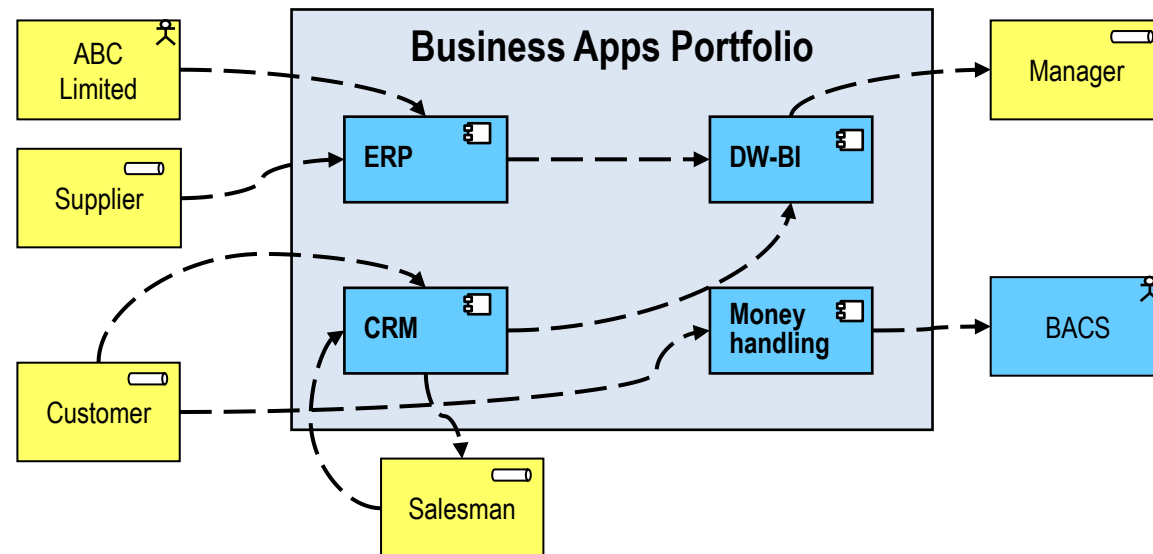 Business Apps Portfolio
ABC
Limited
Manager
ERP
DW-BI
Supplier
CRM
Money
handling
BACS
Customer
Salesman